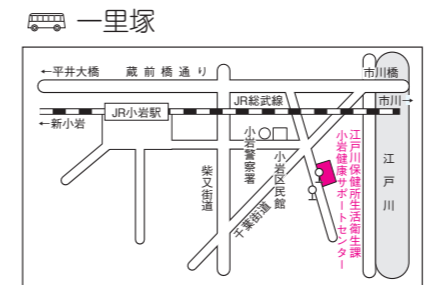 一里塚
←平井大橋 蔵前橋通り 市川橋
JR総武線 市川→
JR小岩駅
←新小岩
小岩警察署
小岩区民館
柴又街道
千葉街道
江戸川保健所生活衛生課
小岩健康サポートセンター
江戸川